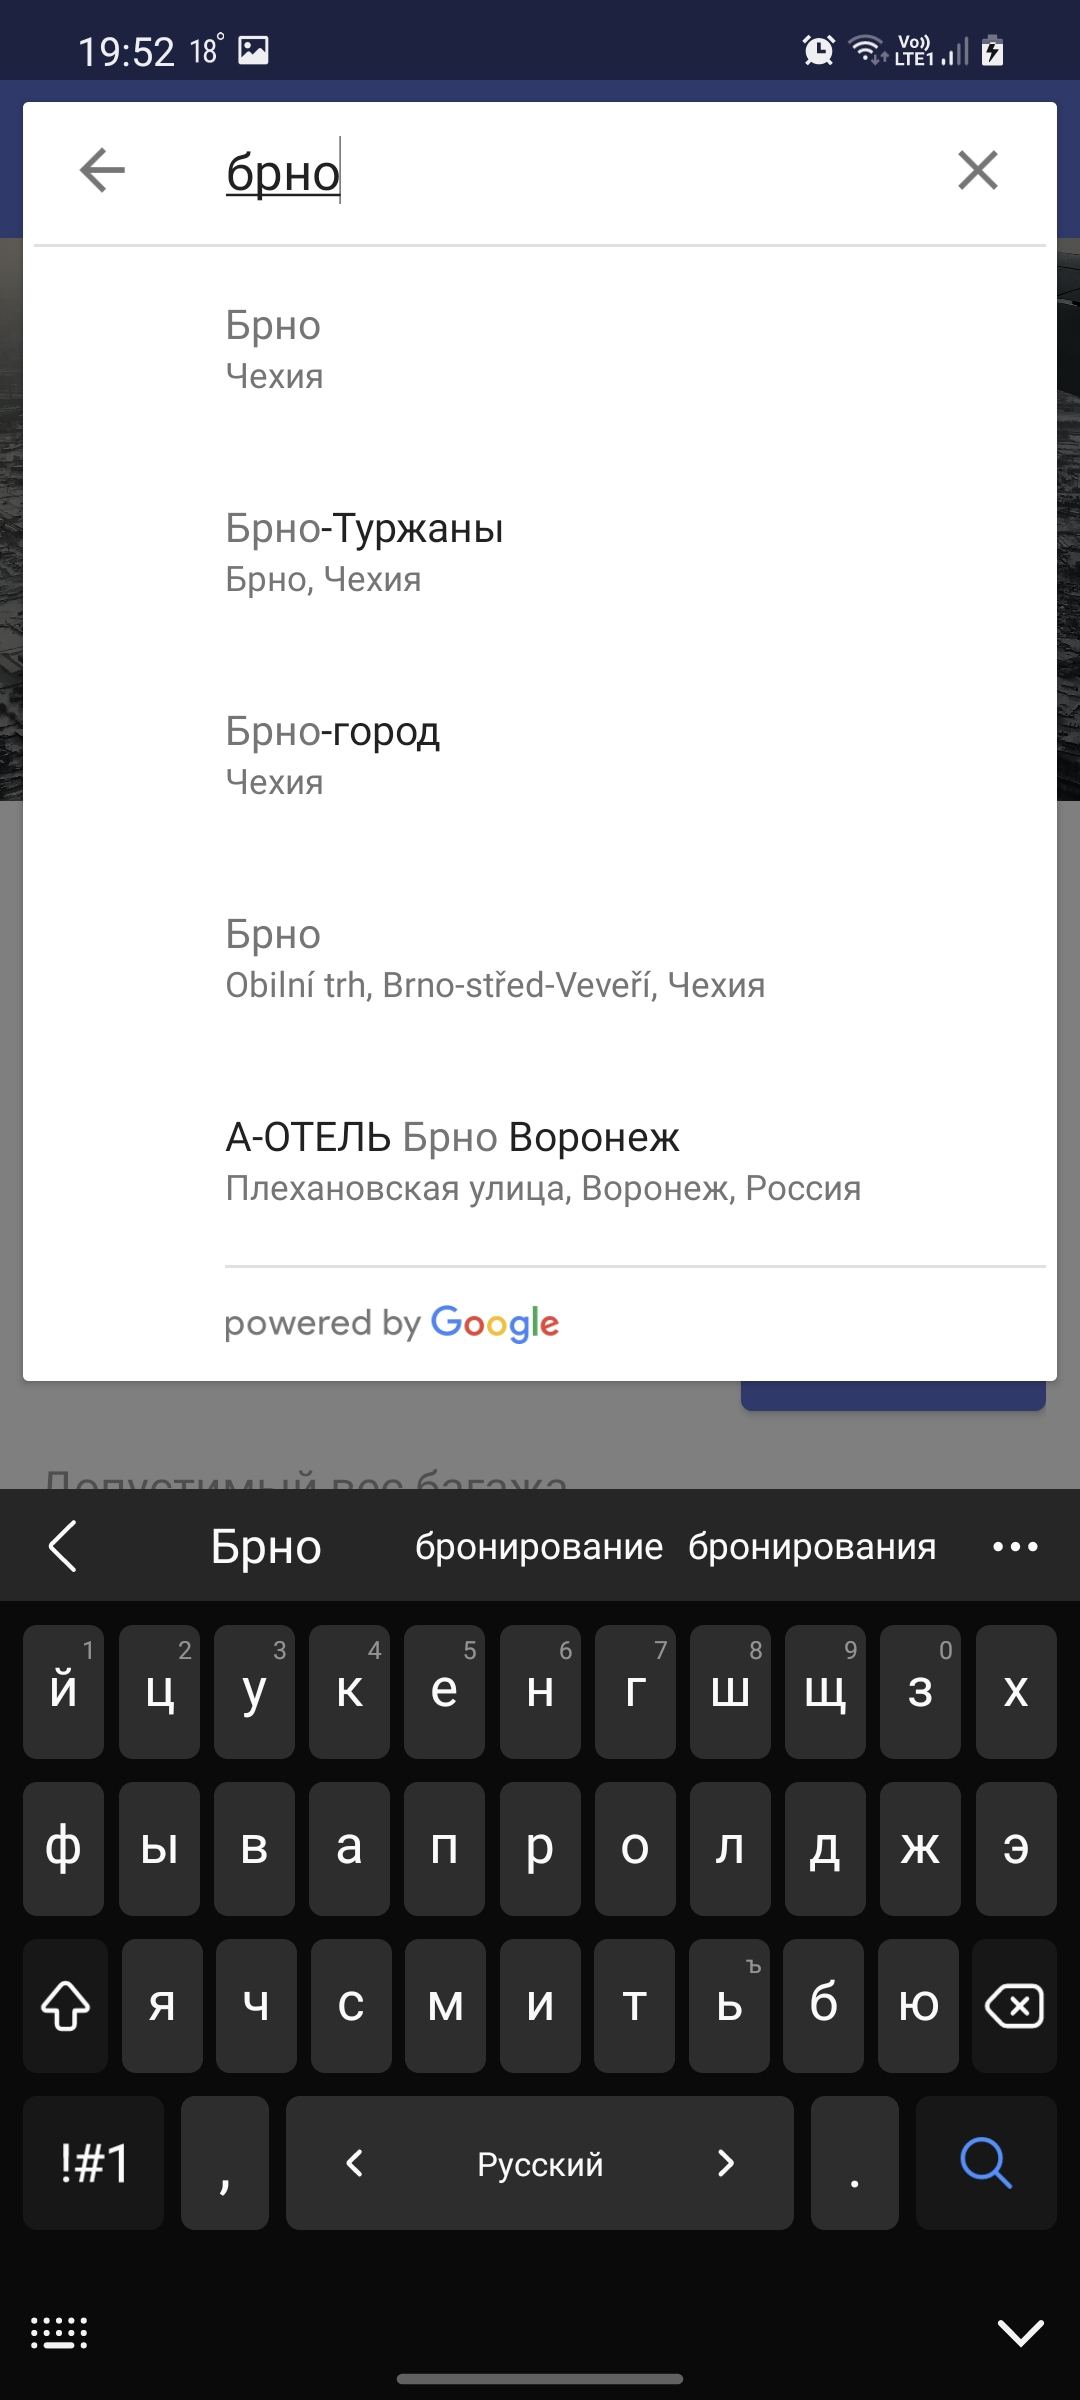 19:52 18°
Vo)) LTE1
брно
Брно
Чехия
Брно-Туржаны
Брно, Чехия
Брно-город
Чехия
Брно
Obilní trh, Brno-střed-Veveří, Чехия
А-ОТЕЛЬ Брно Воронеж
Плехановская улица, Воронеж, Россия
powered by Google
Допустимый вес багажа
Брно бронирование бронирования
1 2 3 4 5 6 7 8 9 0
й ц у к е н г ш щ з х
ф ы в а п р о л д ж э
ъ
я ч с м и т ь б ю
!#1 , < Русский > .